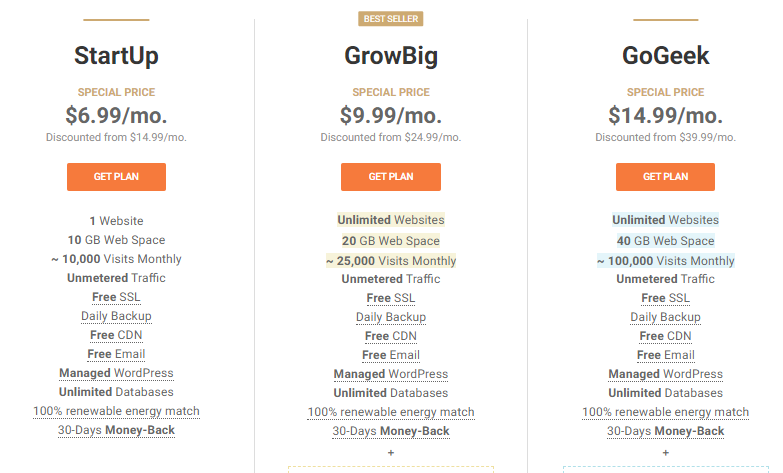 StartUp
SPECIAL PRICE
$6.99/mo.
Discounted from $14.99/mo.
GET PLAN
1 Website
10 GB Web Space
~ 10,000 Visits Monthly
Unmetered Traffic
Free SSL
Daily Backup
Free CDN
Free Email
Managed WordPress
Unlimited Databases
100% renewable energy match
30-Days Money-Back
BEST SELLER
GrowBig
SPECIAL PRICE
$9.99/mo.
Discounted from $24.99/mo.
GET PLAN
Unlimited Websites
20 GB Web Space
~ 25,000 Visits Monthly
Unmetered Traffic
Free SSL
Daily Backup
Free CDN
Free Email
Managed WordPress
Unlimited Databases
100% renewable energy match
30-Days Money-Back
+
GoGeek
SPECIAL PRICE
$14.99/mo.
Discounted from $39.99/mo.
GET PLAN
Unlimited Websites
40 GB Web Space
~ 100,000 Visits Monthly
Unmetered Traffic
Free SSL
Daily Backup
Free CDN
Free Email
Managed WordPress
Unlimited Databases
100% renewable energy match
30-Days Money-Back
+